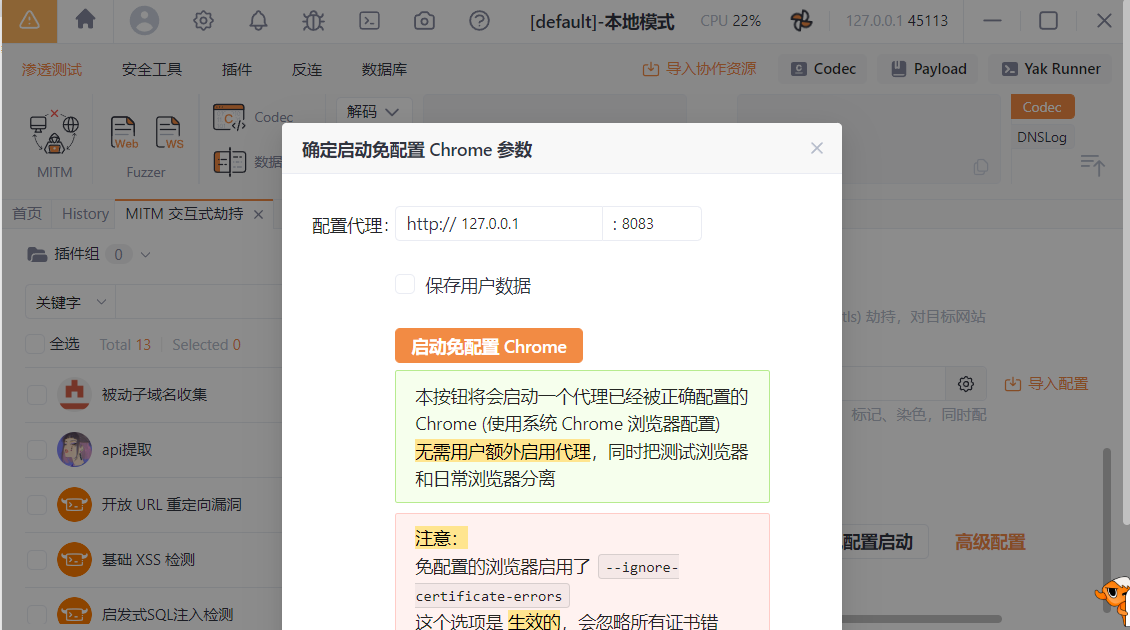 [default]-本地模式 CPU 22% 127.0.0.1 45113
渗透测试 安全工具 插件 反连 数据库 导入协作资源 Codec Payload Yak Runner
MITM
Web
WS
Fuzzer
Codec
数据
解码
Codec
DNSLog
首页 History MITM 交互式劫持
插件组 0
关键字
全选 Total 13 Selected 0
被动子域名收集
api提取
开放 URL 重定向漏洞
基础 XSS 检测
启发式SQL注入检测
确定启动免配置 Chrome 参数
配置代理： http:// 127.0.0.1 : 8083
保存用户数据
启动免配置 Chrome
本按钮将会启动一个代理已经被正确配置的
Chrome (使用系统 Chrome 浏览器配置)
无需用户额外启用代理，同时把测试浏览器
和日常浏览器分离
注意：
免配置的浏览器启用了 --ignore-
certificate-errors
这个选项是 生效的，会忽略所有证书错
tls) 劫持，对目标网站
导入配置
标记、染色，同时配
配置启动 高级配置